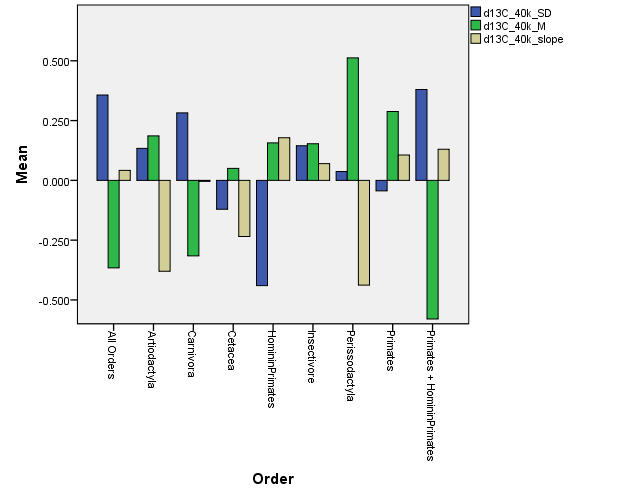 d13C_40k_SD
d13C_40k_M
d13C_40k_slope
0.500
0.250
0.000
-0.250
-0.500
Mean
All Orders
Artiodactyla
Carnivora
Cetacea
HomininPrimates
Insectivore
Perissodactyla
Primates
Primates + HomininPrimates
Order